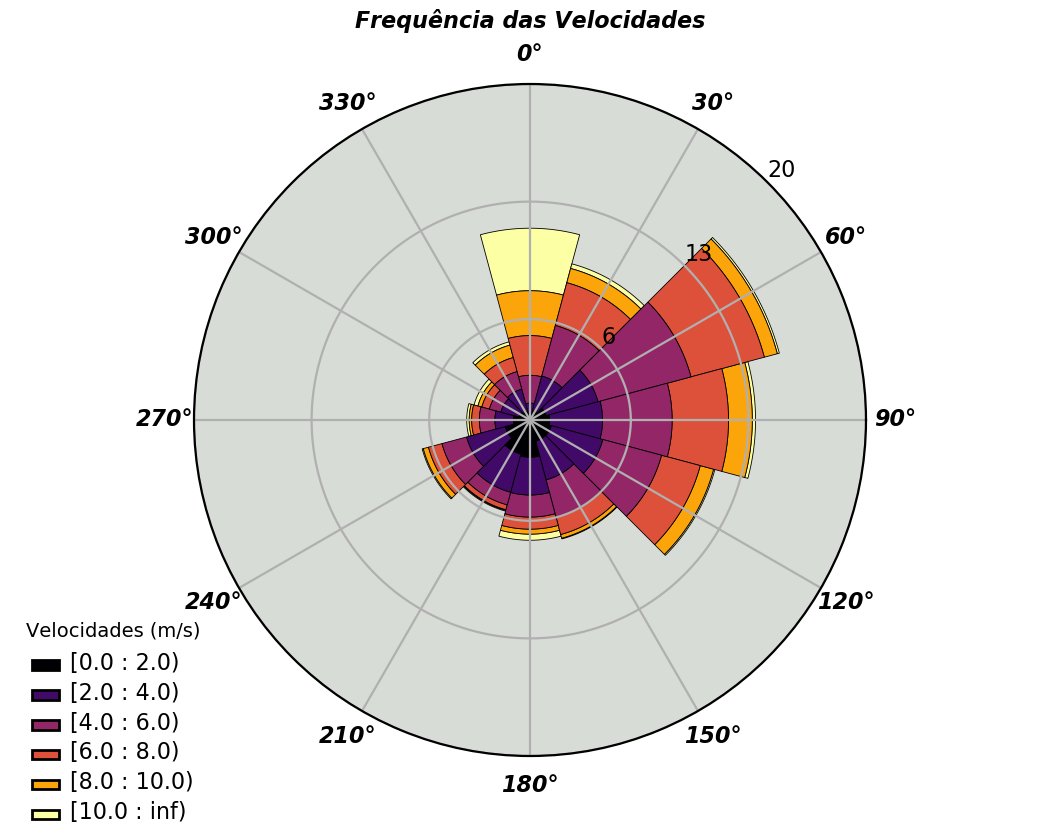 Frequência das Velocidades
0°
330°
30°
20
300°
60°
13
6
270°
90°
240°
120°
210°
150°
180°
Velocidades (m/s)
[0.0 : 2.0)
[2.0 : 4.0)
[4.0 : 6.0)
[6.0 : 8.0)
[8.0 : 10.0)
[10.0 : inf)